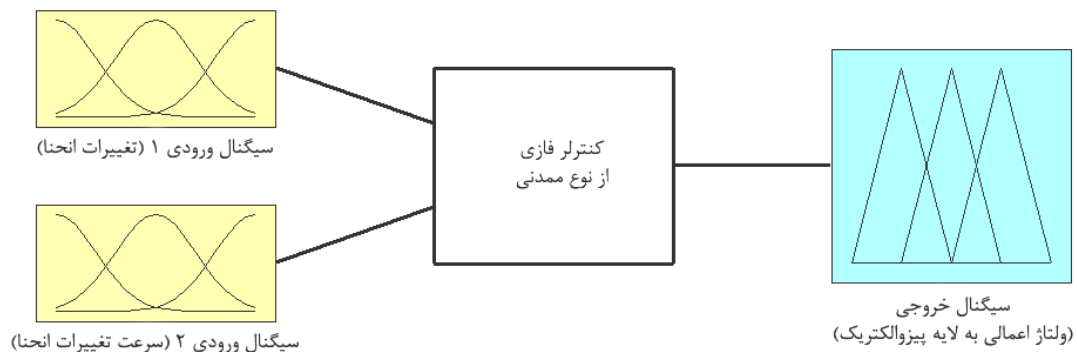 سیگنال ورودی ۱ (تغییرات انحنا)
کنترلر فازی
از نوع ممدنی
سیگنال ورودی ۲ (سرعت تغییرات انحنا)
سیگنال خروجی
(ولتاژ اعمالی به لایه پیزوالکتریک)